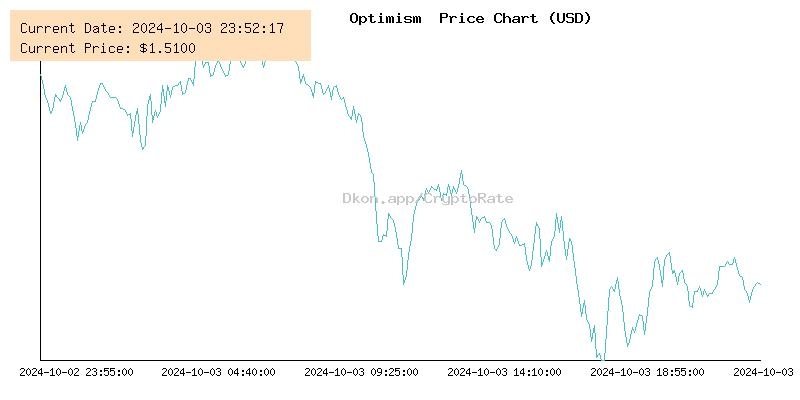 Optimism  Price Chart (USD)
Current Date: 2024-10-03 23:52:17
Current Price: $1.5100
Dkon.app/CryptoRate
2024-10-02 23:55:00 2024-10-03 04:40:00 2024-10-03 09:25:00 2024-10-03 14:10:00 2024-10-03 18:55:00 2024-10-03